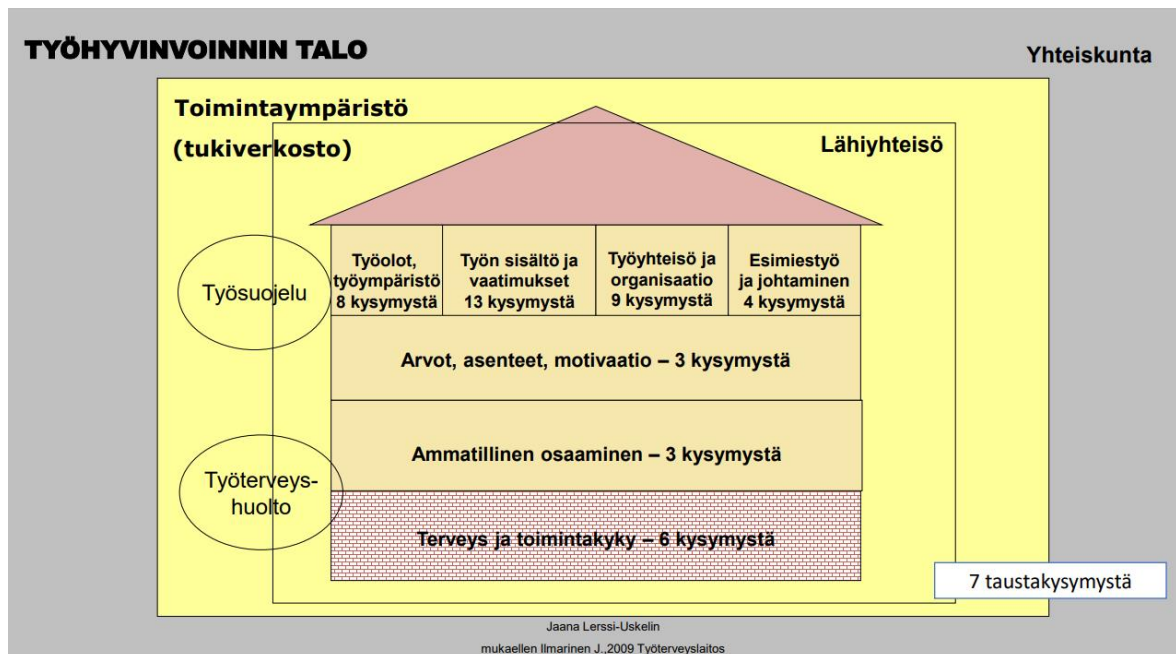 TYÖHYVINVOINNIN TALO
Yhteiskunta
Toimintaympäristö
(tukiverkosto)
Lähiyhteisö
Työsuojelu
Työolot,
työympäristö
8 kysymystä
Työn sisältö ja
vaatimukset
13 kysymystä
Työyhteisö ja
organisaatio
9 kysymystä
Esimiestyö
ja johtaminen
4 kysymystä
Arvot, asenteet, motivaatio – 3 kysymystä
Ammatillinen osaaminen – 3 kysymystä
Työterveys-
huolto
Terveys ja toimintakyky – 6 kysymystä
7 taustakysymystä
Jaana Lerssi-Uskelin
mukaellen Ilmarinen J.,2009 Työterveyslaitos